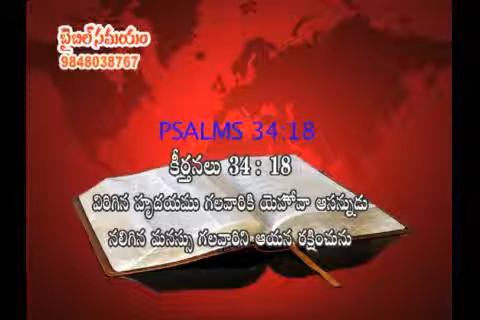 బైబిల్ సమయం
9848038767
PSALMS 34:18
కీర్తనలు 34 : 18
విరిగిన హృదయము గలవారికి యెహోవా ఆసన్నుడు
నలిగిన మనస్సు గలవారిని ఆయన రక్షించును